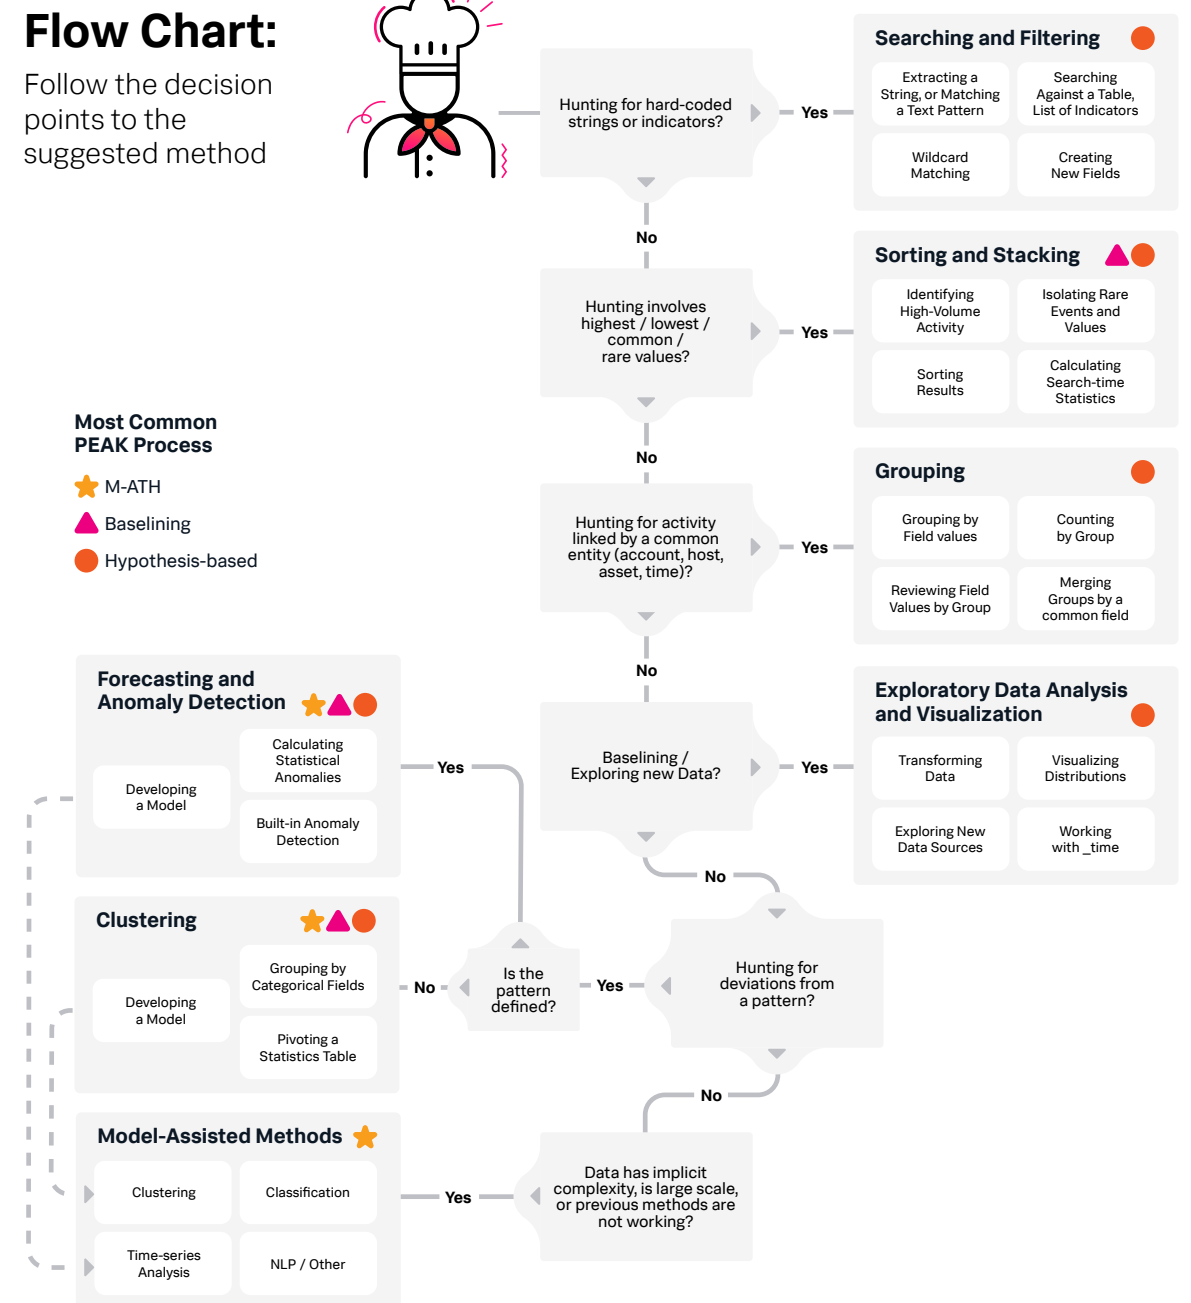 Flow Chart:
Follow the decision
points to the
suggested method
Hunting for hard-coded
strings or indicators?
Yes
Searching and Filtering
Extracting a
String, or Matching
a Text Pattern
Searching
Against a Table,
List of Indicators
Wildcard
Matching
Creating
New Fields
No
Hunting involves
highest / lowest /
common /
rare values?
Yes
Sorting and Stacking
Identifying
High-Volume
Activity
Isolating Rare
Events and
Values
Sorting
Results
Calculating
Search-time
Statistics
No
Most Common
PEAK Process
M-ATH
Baselining
Hypothesis-based
Hunting for activity
linked by a common
entity (account, host,
asset, time)?
Yes
Grouping
Grouping by
Field values
Counting
by Group
Reviewing Field
Values by Group
Merging
Groups by a
common field
No
Baselining /
Exploring new Data?
Yes
Exploratory Data Analysis
and Visualization
Transforming
Data
Visualizing
Distributions
Exploring New
Data Sources
Working
with _time
No
Hunting for
deviations from
a pattern?
Yes
Is the
pattern
defined?
Yes
Forecasting and
Anomaly Detection
Developing
a Model
Calculating
Statistical
Anomalies
Built-in Anomaly
Detection
No
Clustering
Developing
a Model
Grouping by
Categorical Fields
Pivoting a
Statistics Table
No
Data has implicit
complexity, is large scale,
or previous methods are
not working?
Yes
Model-Assisted Methods
Clustering
Classification
Time-series
Analysis
NLP / Other